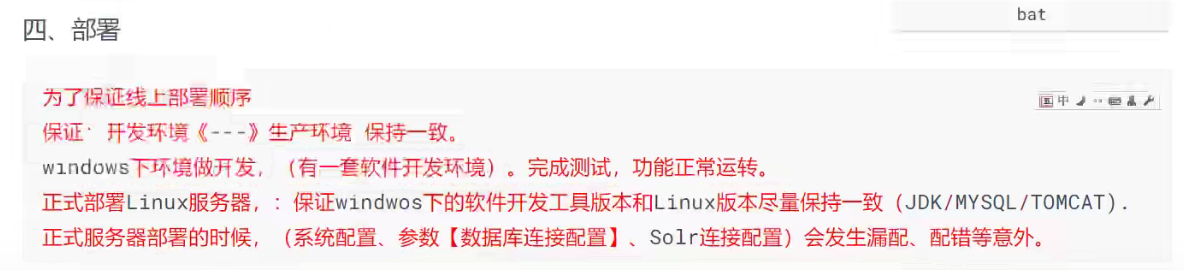 bat
四、部署
为了保证线上部署顺序
五中
保证: 开发环境《---》生产环境 保持一致。
windows下环境做开发，（有一套软件开发环境）。完成测试，功能正常运转。
正式部署Linux服务器，：保证windwos下的软件开发工具版本和Linux版本尽量保持一致（JDK/MYSQL/TOMCAT).
正式服务器部署的时候，（系统配置、参数【数据库连接配置】、Solr连接配置）会发生漏配、配错等意外。